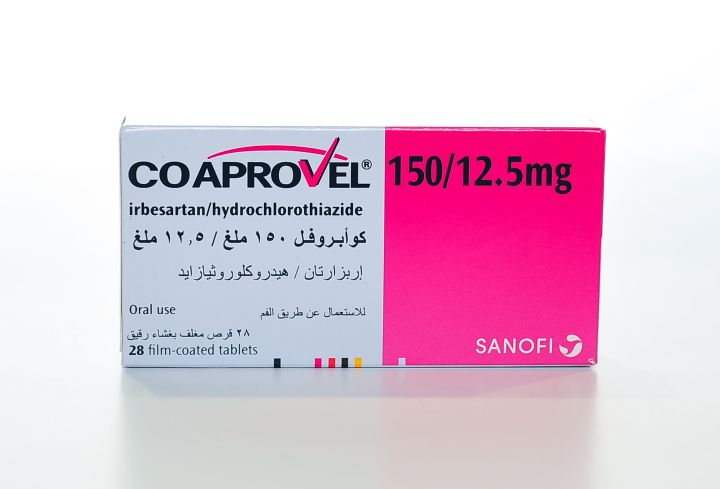 COAPROVEL® 150/12.5mg
irbesartan/hydrochlorothiazide
كوأبروفل ١٥٠ ملغ / ١٢,٥ ملغ
إربزارتان / هيدروكلوروثيازايد
Oral use للاستعمال عن طريق الفم
٢٨ قرص مغلف بغشاء رقيق
28 film-coated tablets
SANOFI